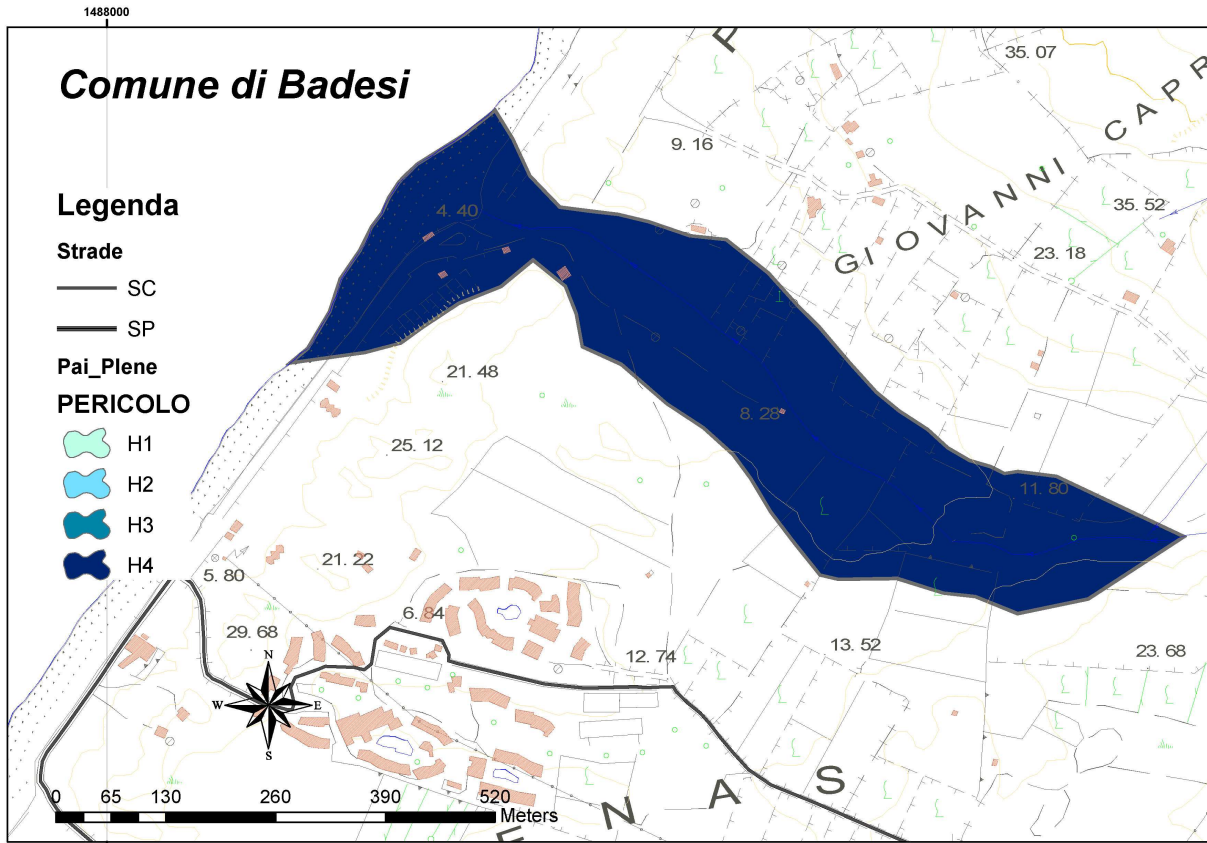 1488000
Comune di Badesi
Legenda
Strade
SC
SP
Pai_Plene
PERICOLO
H1
H2
H3
H4
35. 07
9. 16
GIOVANNI CAPR
35. 52
4. 40
23. 18
21. 48
8. 28
25. 12
11. 80
21. 22
5. 80
6. 84
29. 68
12. 74
13. 52
23. 68
N
W E
S
0 65 130 260 390 520
Meters
ENAS